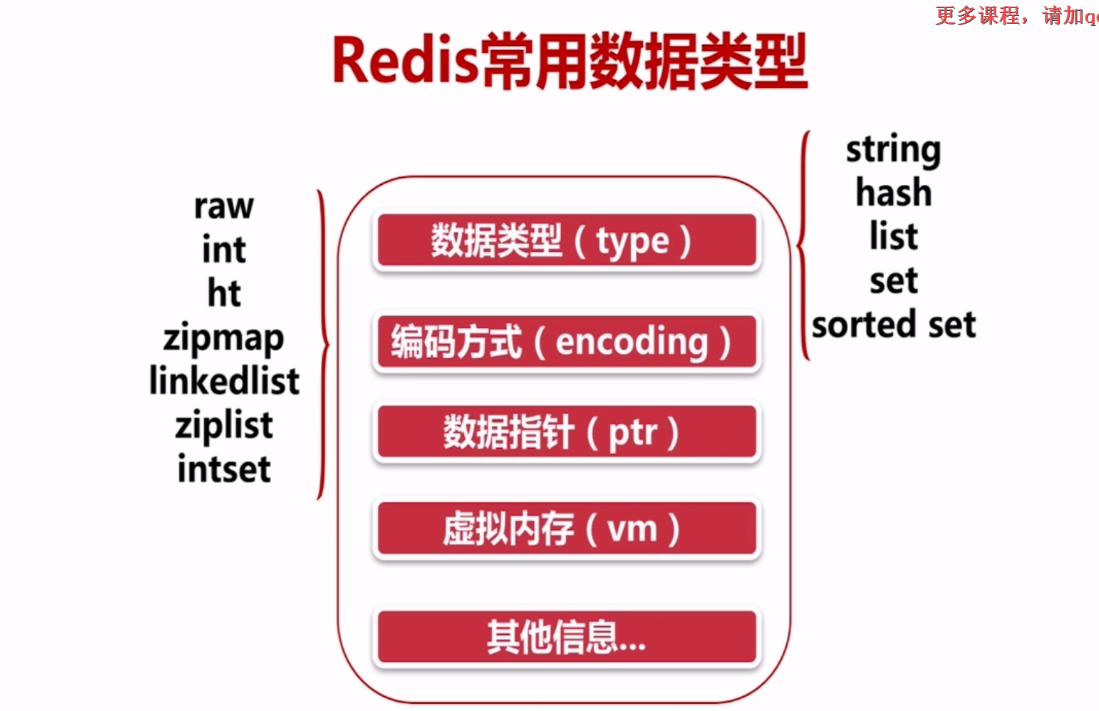 更多课程，请加
Redis常用数据类型
string
hash
list
set
sorted set
raw
int
ht
zipmap
linkedlist
ziplist
intset
数据类型（type）
编码方式（encoding）
数据指针（ptr）
虚拟内存（vm）
其他信息...